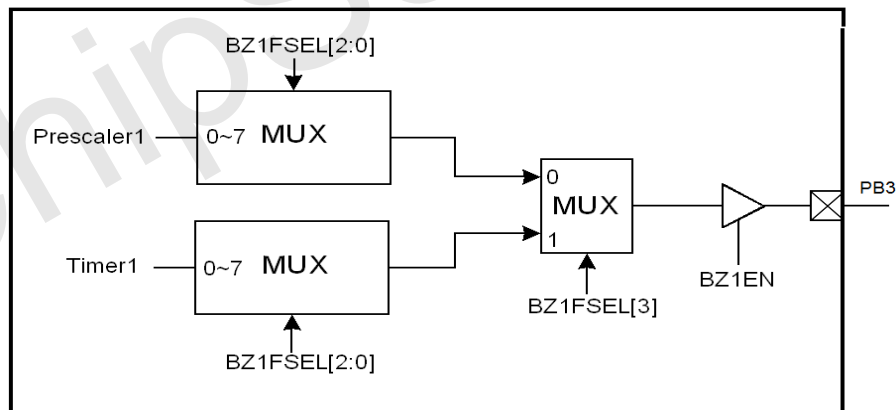 BZ1FSEL[2:0]
Prescaler1
0~7 MUX
0
MUX
1
PB3
Timer1
0~7 MUX
BZ1EN
BZ1FSEL[3]
BZ1FSEL[2:0]